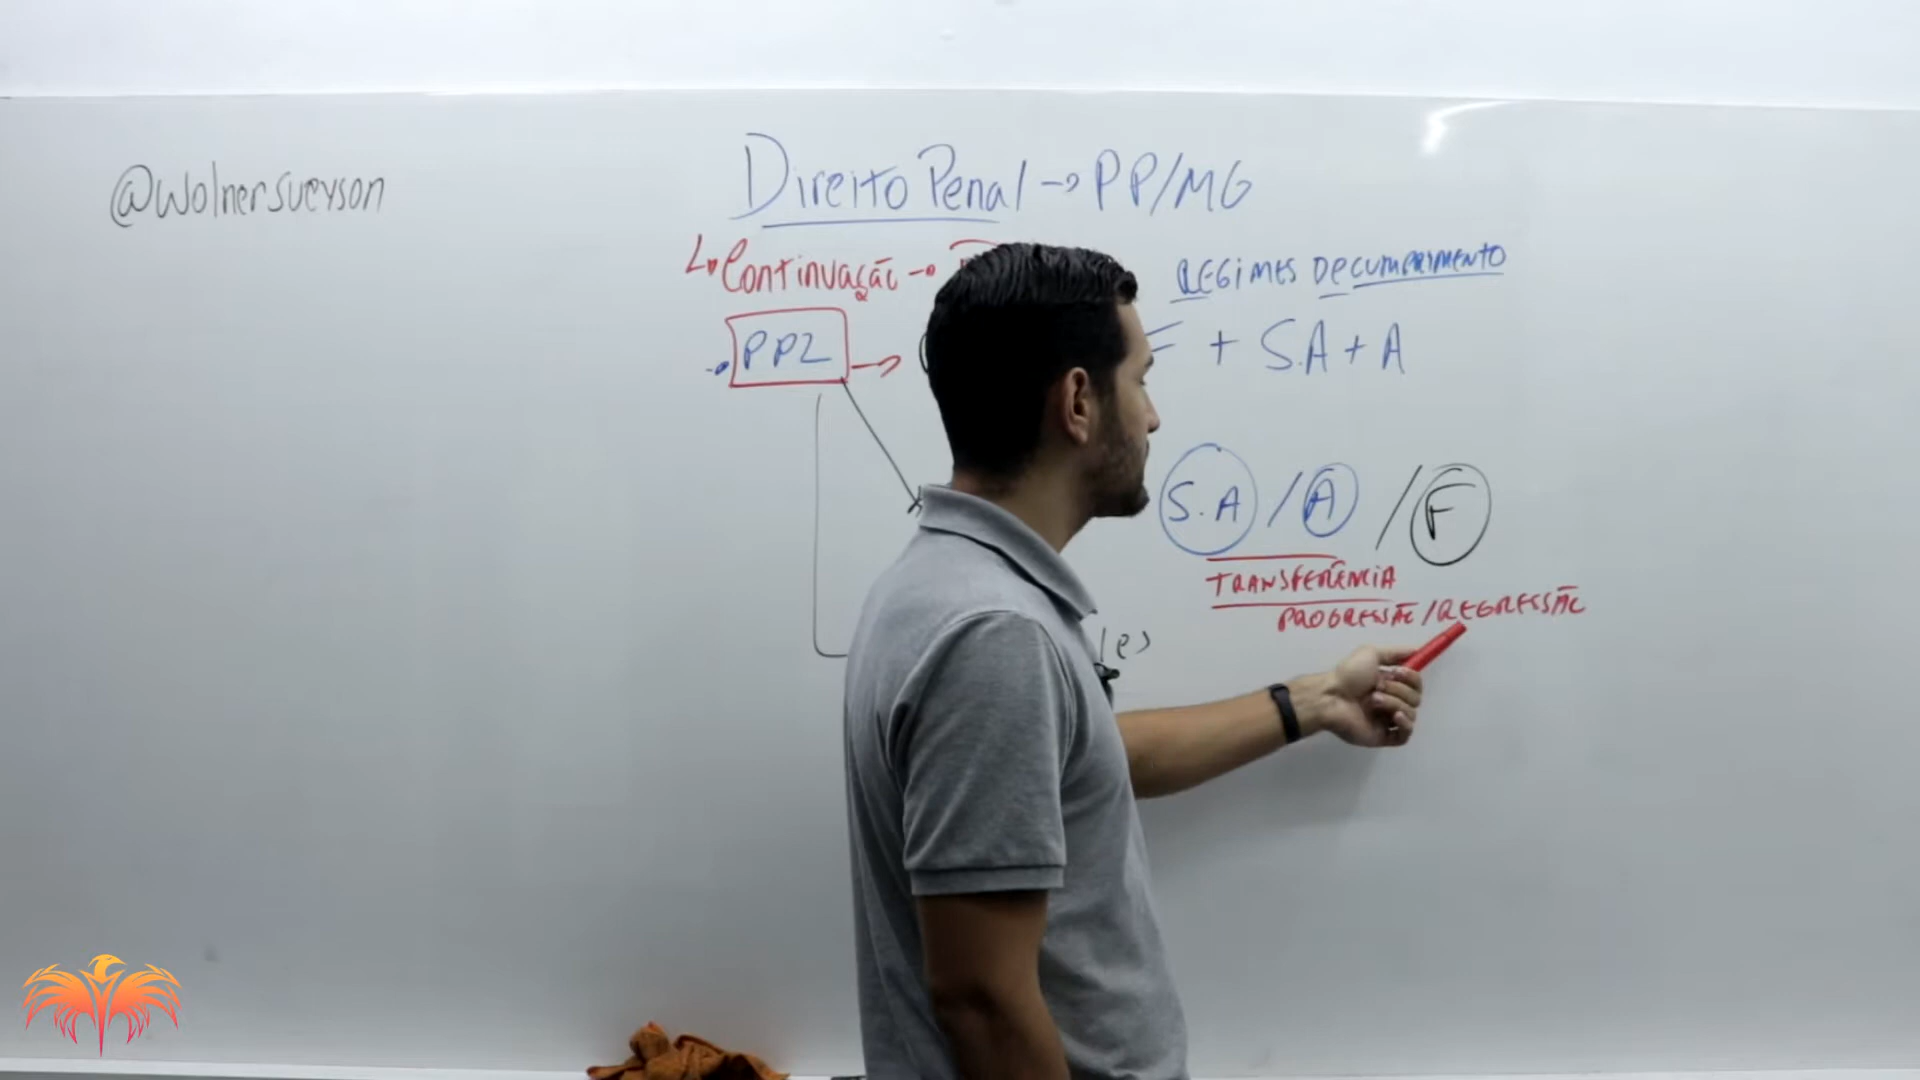 @wolnersueyson
Direito Penal → PP/MG
↳ Continuação →
REGIMES DE CUMPRIMENTO
• PPL →
+ S.A + A
S.A / A / F
TRANSFERÊNCIA
PROGRESSÃO/REGRESSÃO